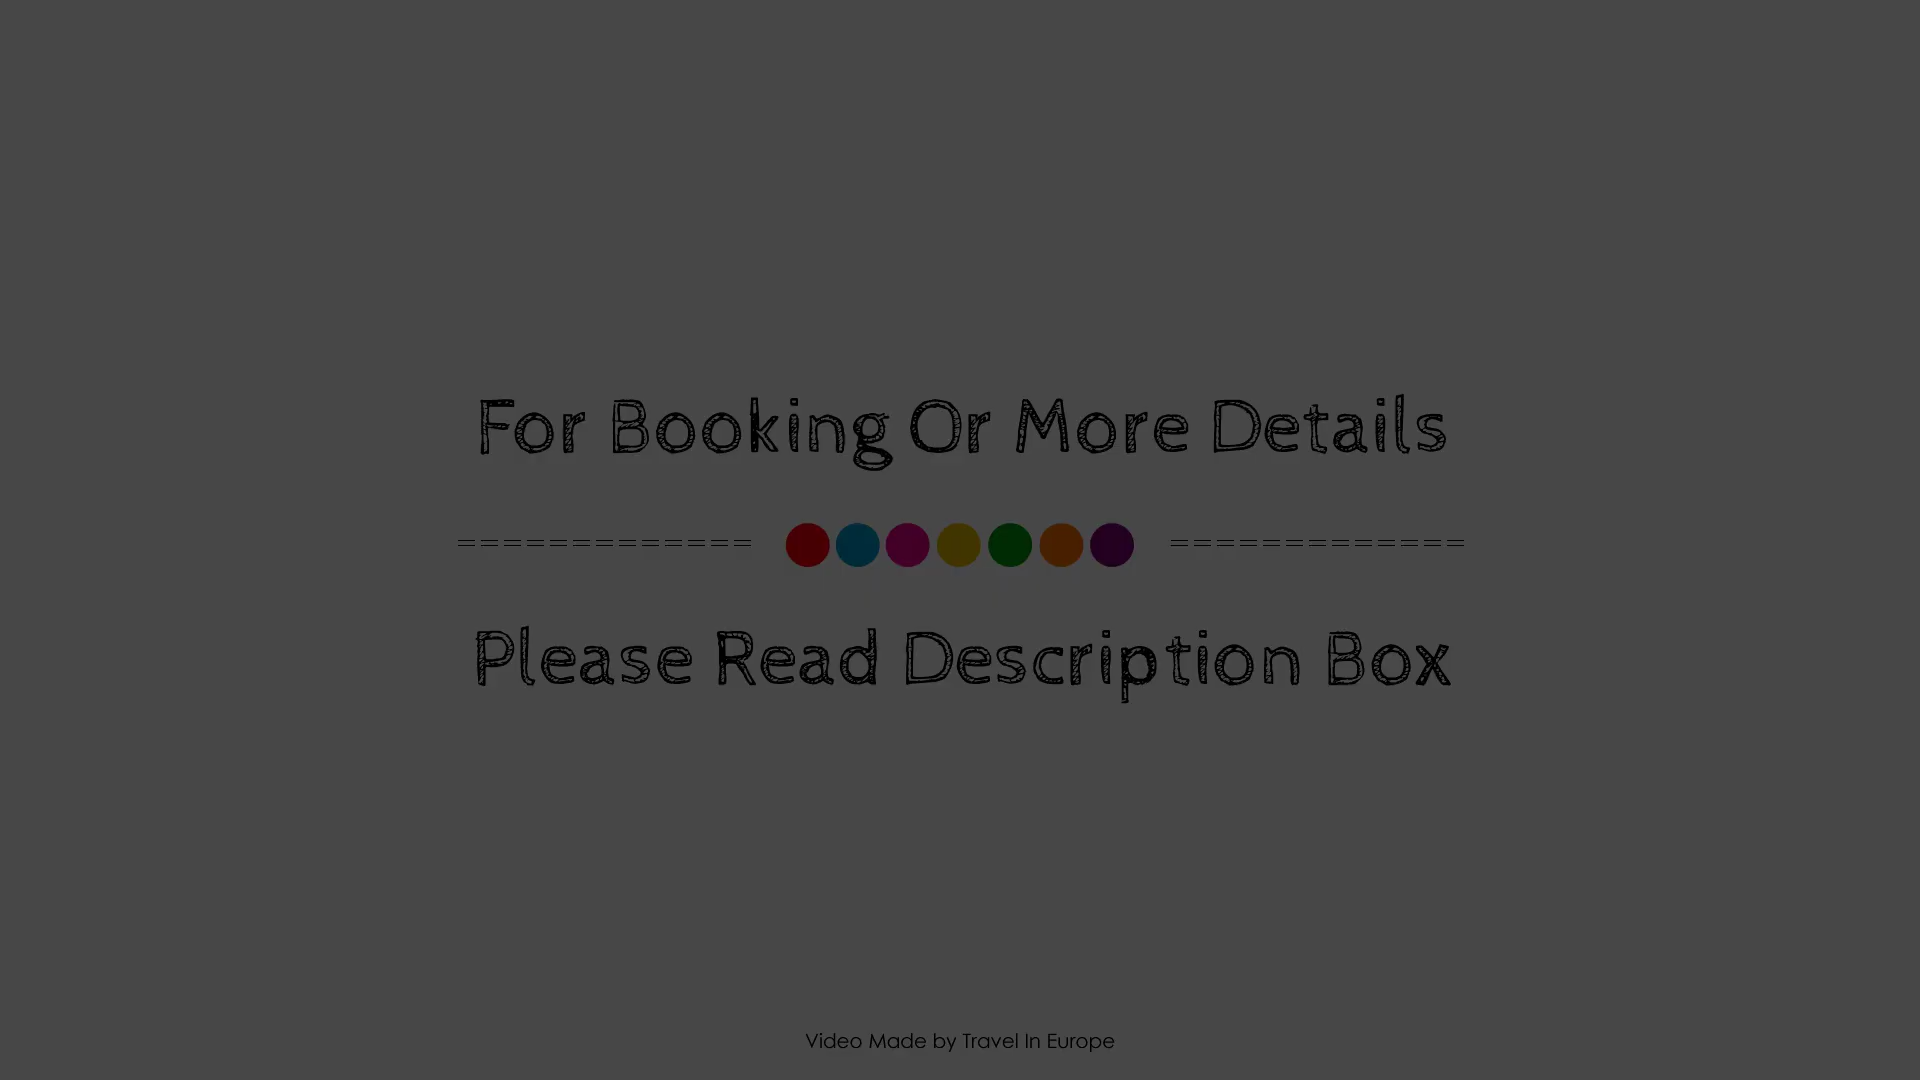 For Booking Or More Details
============= =============
Please Read Description Box
Video Made by Travel In Europe